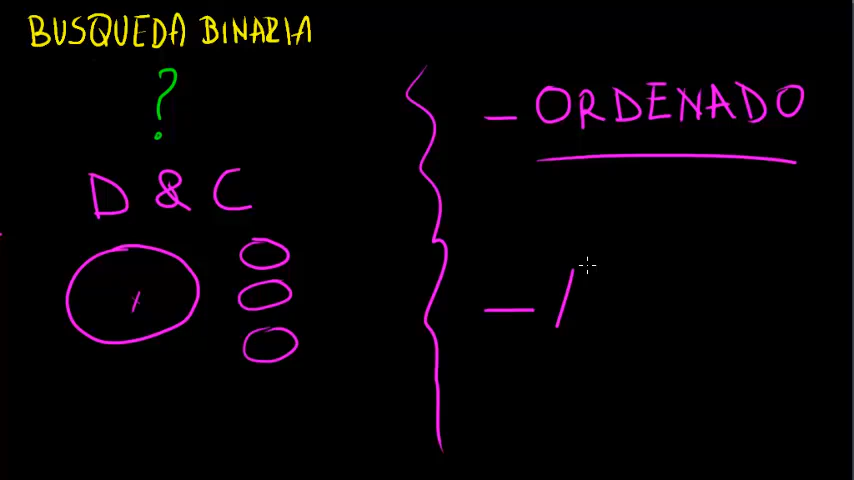 BUSQUEDA BINARIA
?
D & C
- ORDENADO
-